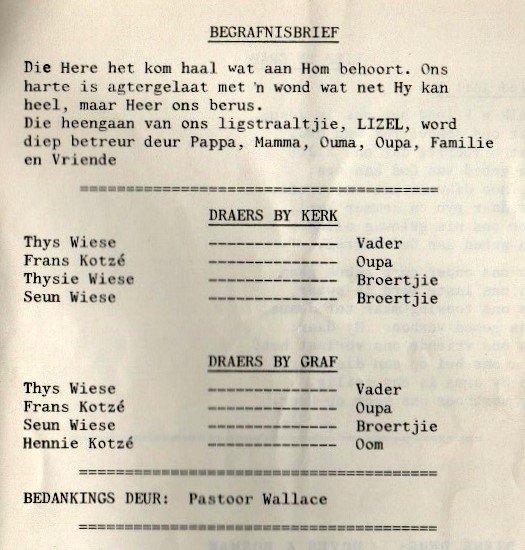 BEGRAFNISBRIEF
Die Here het kom haal wat aan Hom behoort. Ons
harte is agtergelaat met 'n wond wat net Hy kan
heel, maar Heer ons berus.
Die heengaan van ons ligstraaltjie, LIZEL, word
diep betreur deur Pappa, Mamma, Ouma, Oupa, Familie
en Vriende
=====================================
DRAERS BY KERK
Thys Wiese -------------- Vader
Frans Kotzé -------------- Oupa
Thysie Wiese -------------- Broertjie
Seun Wiese -------------- Broertjie
DRAERS BY GRAF
Thys Wiese -------------- Vader
Frans Kotzé -------------- Oupa
Seun Wiese -------------- Broertjie
Hennie Kotzé -------------- Oom
=====================================
BEDANKINGS DEUR: Pastoor Wallace
=====================================